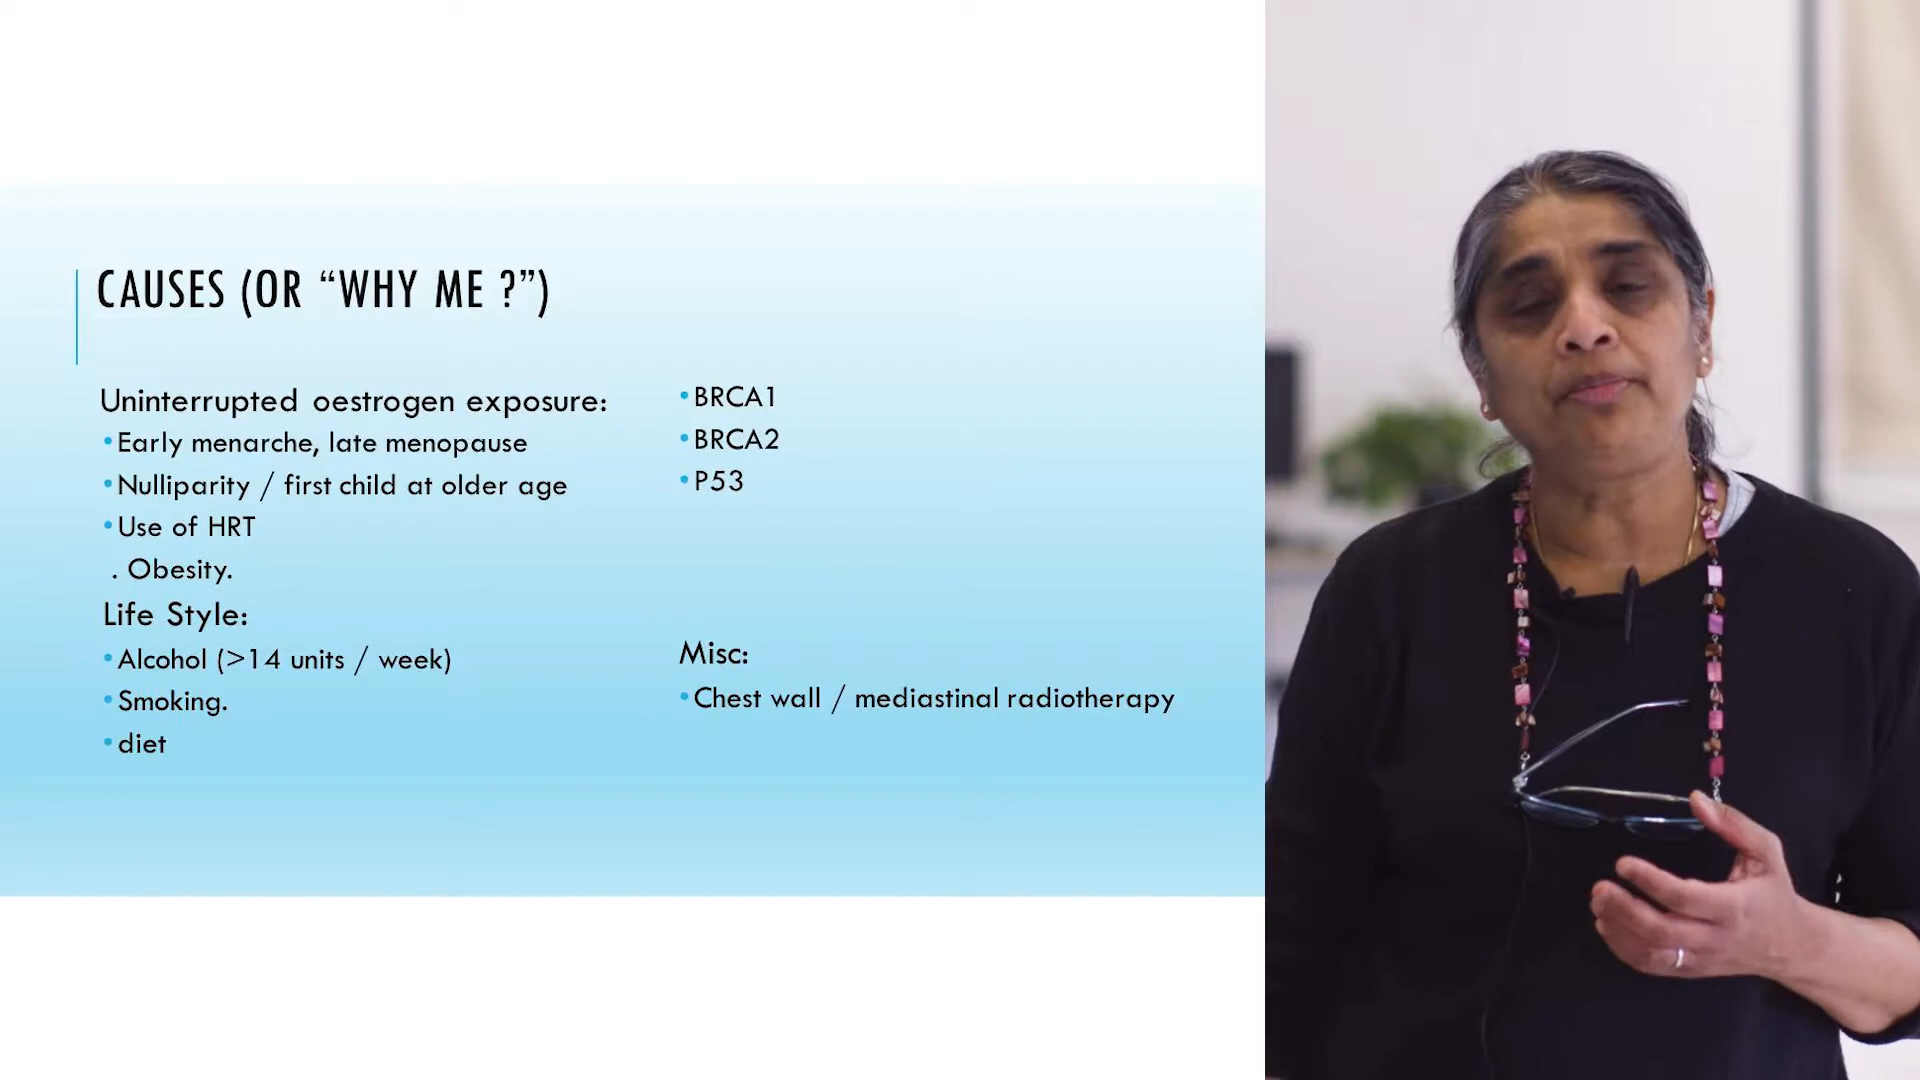 CAUSES (OR “WHY ME ?”)
Uninterrupted oestrogen exposure:
•Early menarche, late menopause
•Nulliparity / first child at older age
•Use of HRT
. Obesity.
Life Style:
•Alcohol (>14 units / week)
•Smoking.
•diet
•BRCA1
•BRCA2
•P53
Misc:
•Chest wall / mediastinal radiotherapy